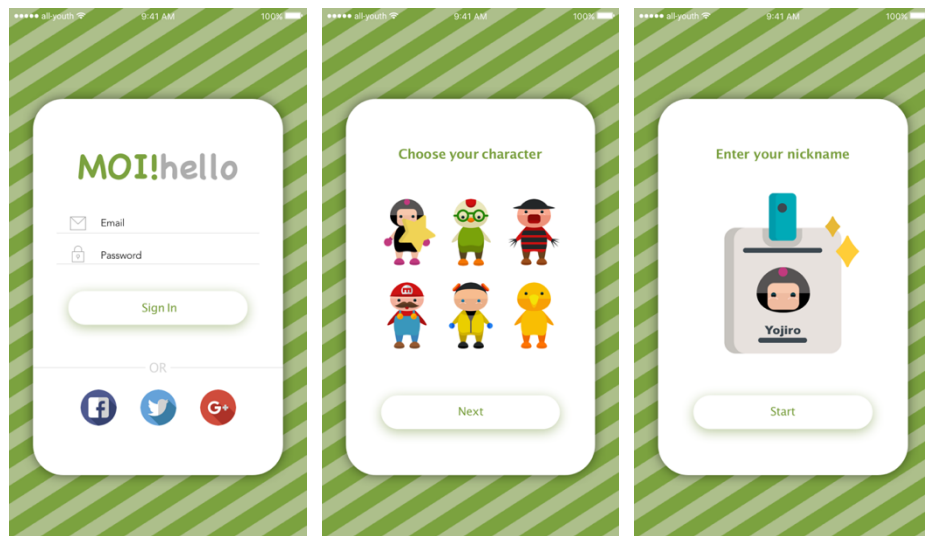 ●●●●● all-youth 9:41 AM 100%
MOI!hello
Email
Password
Sign In
OR
f
G+
●●●●● all-youth 9:41 AM 100%
Choose your character
m
Next
●●●●● all-youth 9:41 AM 100%
Enter your nickname
Yojiro
Start